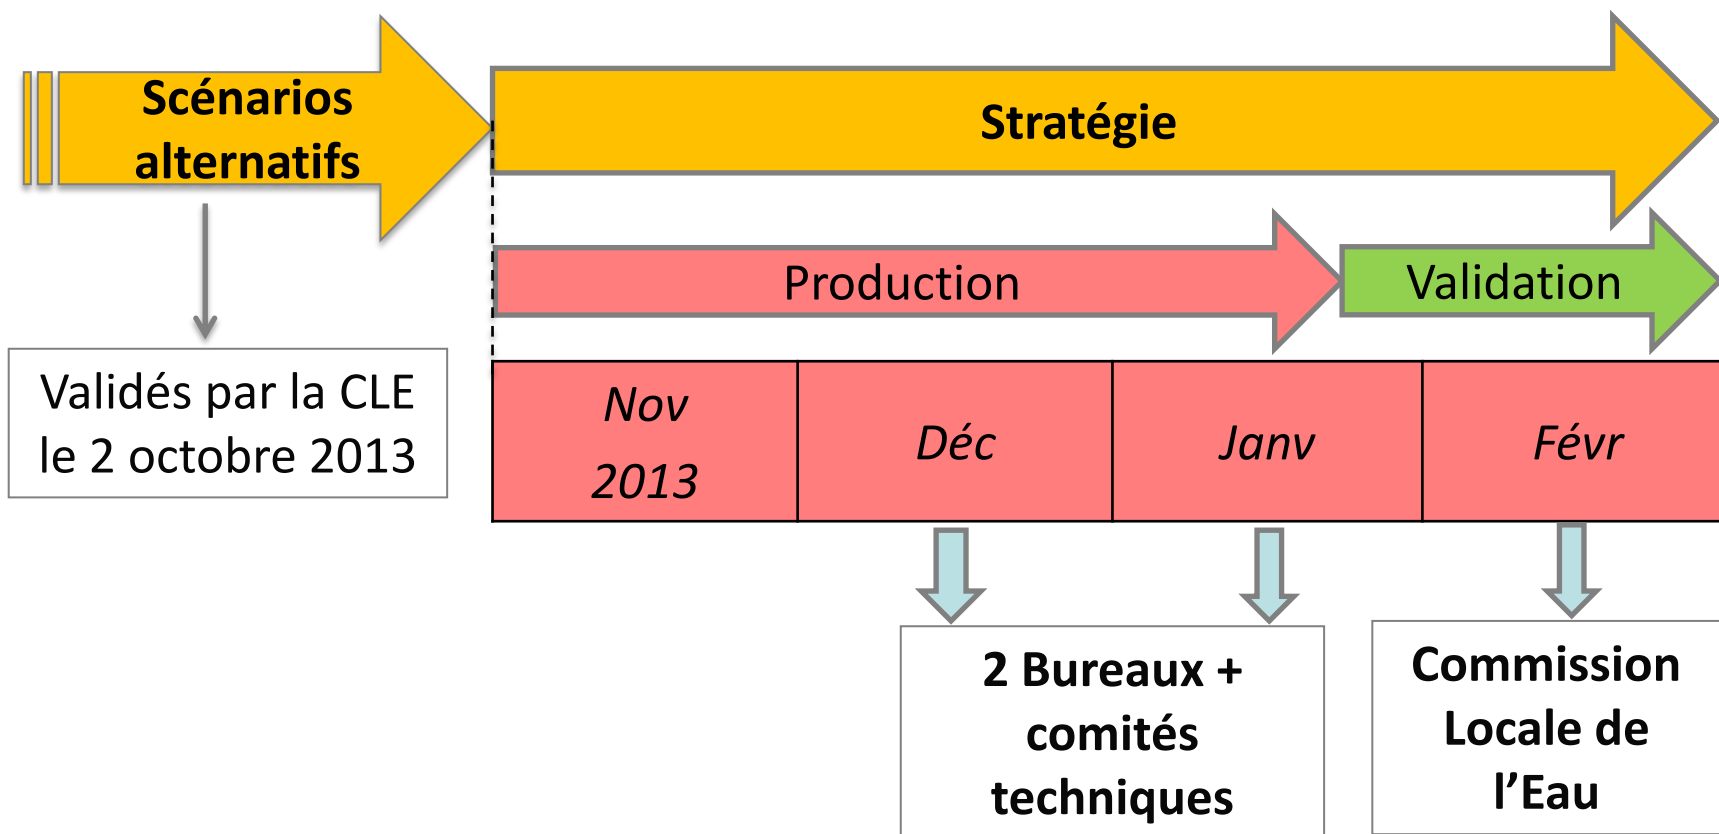 Scénarios
alternatifs
Stratégie
Production
Validation
Validés par la CLE
le 2 octobre 2013
Nov
2013
Déc
Janv
Févr
2 Bureaux +
comités
techniques
Commission
Locale de
l’Eau